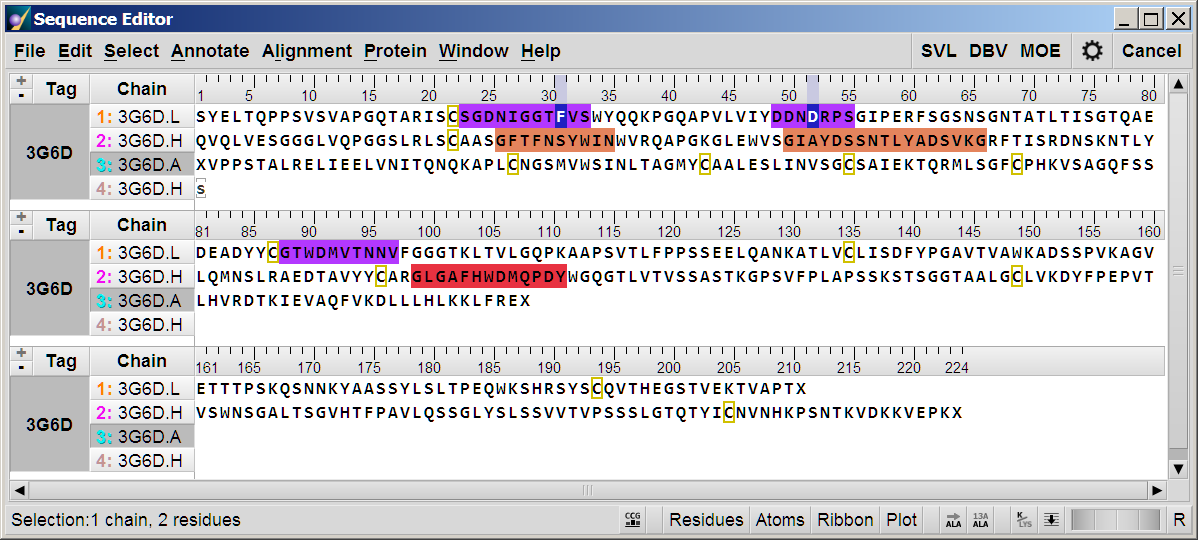 Sequence Editor
File Edit Select Annotate Alignment Protein Window Help SVL DBV MOE Cancel
+ - Tag Chain 1 5 10 15 20 25 30 35 40 45 50 55 60 65 70 75 80
3G6D
1: 3G6D.L SYELTQPPSVSVAPGQTARISCSGDNIGGTFVSWYQQKPGQAPVLVIYDDNDRPSGIPERFSGSNSGNTATLTISGTQAE
2: 3G6D.H QVQLVESGGGLVQPGGSLRLSCAASGFTFNSYWINWVRQAPGKGLEWVSGIAYDSSNTLYADSVKGRFTISRDNSKNTLY
3: 3G6D.A XVPPSTALRELIEELVNITQNQKAPLCNGSMVWSINLTAGMYCAALESLINVSGCSAIEKTQRMLSGFCPHKVSAGQFSS
4: 3G6D.H s
+ - Tag Chain 81 85 90 95 100 105 110 115 120 125 130 135 140 145 150 155 160
3G6D
1: 3G6D.L DEADYYCGTWDMVTNNVFGGGTKLTVLGQPKAAPSVTLFPPSSEELQANKATLVCLISDFYPGAVTVAWKADSSPVKAGV
2: 3G6D.H LQMNSLRAEDTAVYYCARGLGAFHWDMQPDYWGQGTLVTVSSASTKGPSVFPLAPSSKSTSGGTAALGCLVKDYFPEPVT
3: 3G6D.A LHVRDTKIEVAQFVKDLLLHLKKLFREX
4: 3G6D.H
+ - Tag Chain 161 165 170 175 180 185 190 195 200 205 210 215 220 224
3G6D
1: 3G6D.L ETTTPSKQSNNKYAASSYLSLTPEQWKSHRSYSCQVTHEGSTVEKTVAPTX
2: 3G6D.H VSWNSGALTSGVHTFPAVLQSSGLYSLSSVVTVPSSSLGTQTYICNVNHKPSNTKVDKKVEPKX
3: 3G6D.A
4: 3G6D.H
Selection:1 chain, 2 residues CCG Residues Atoms Ribbon Plot ALA 13A ALA K/LYS R